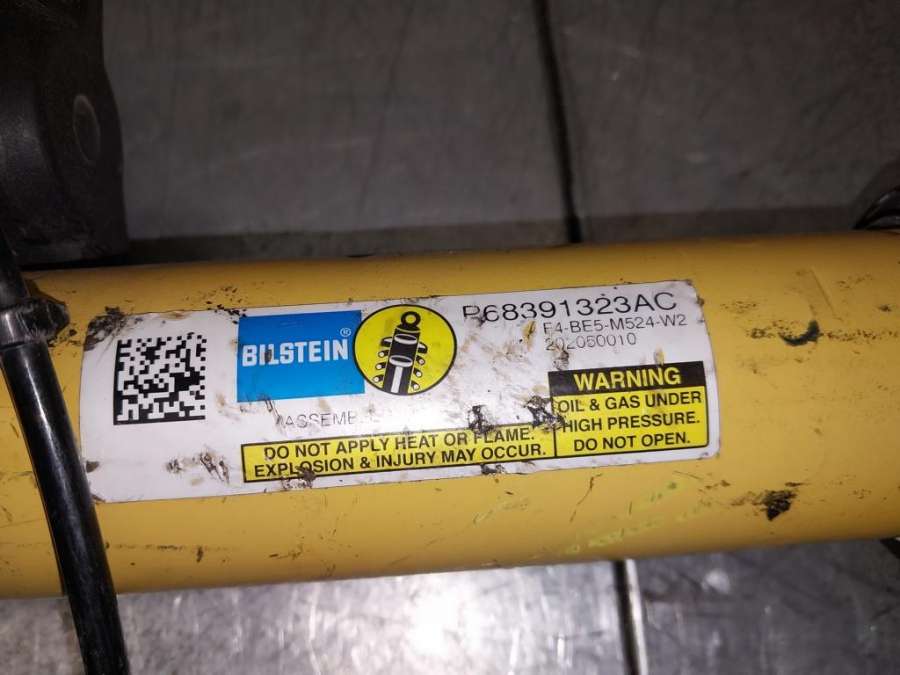 P68391323AC
F4-BE5-M524-W2
202050010
BILSTEIN®
WARNING
OIL & GAS UNDER
HIGH PRESSURE.
DO NOT OPEN.
DO NOT APPLY HEAT OR FLAME.
EXPLOSION & INJURY MAY OCCUR.